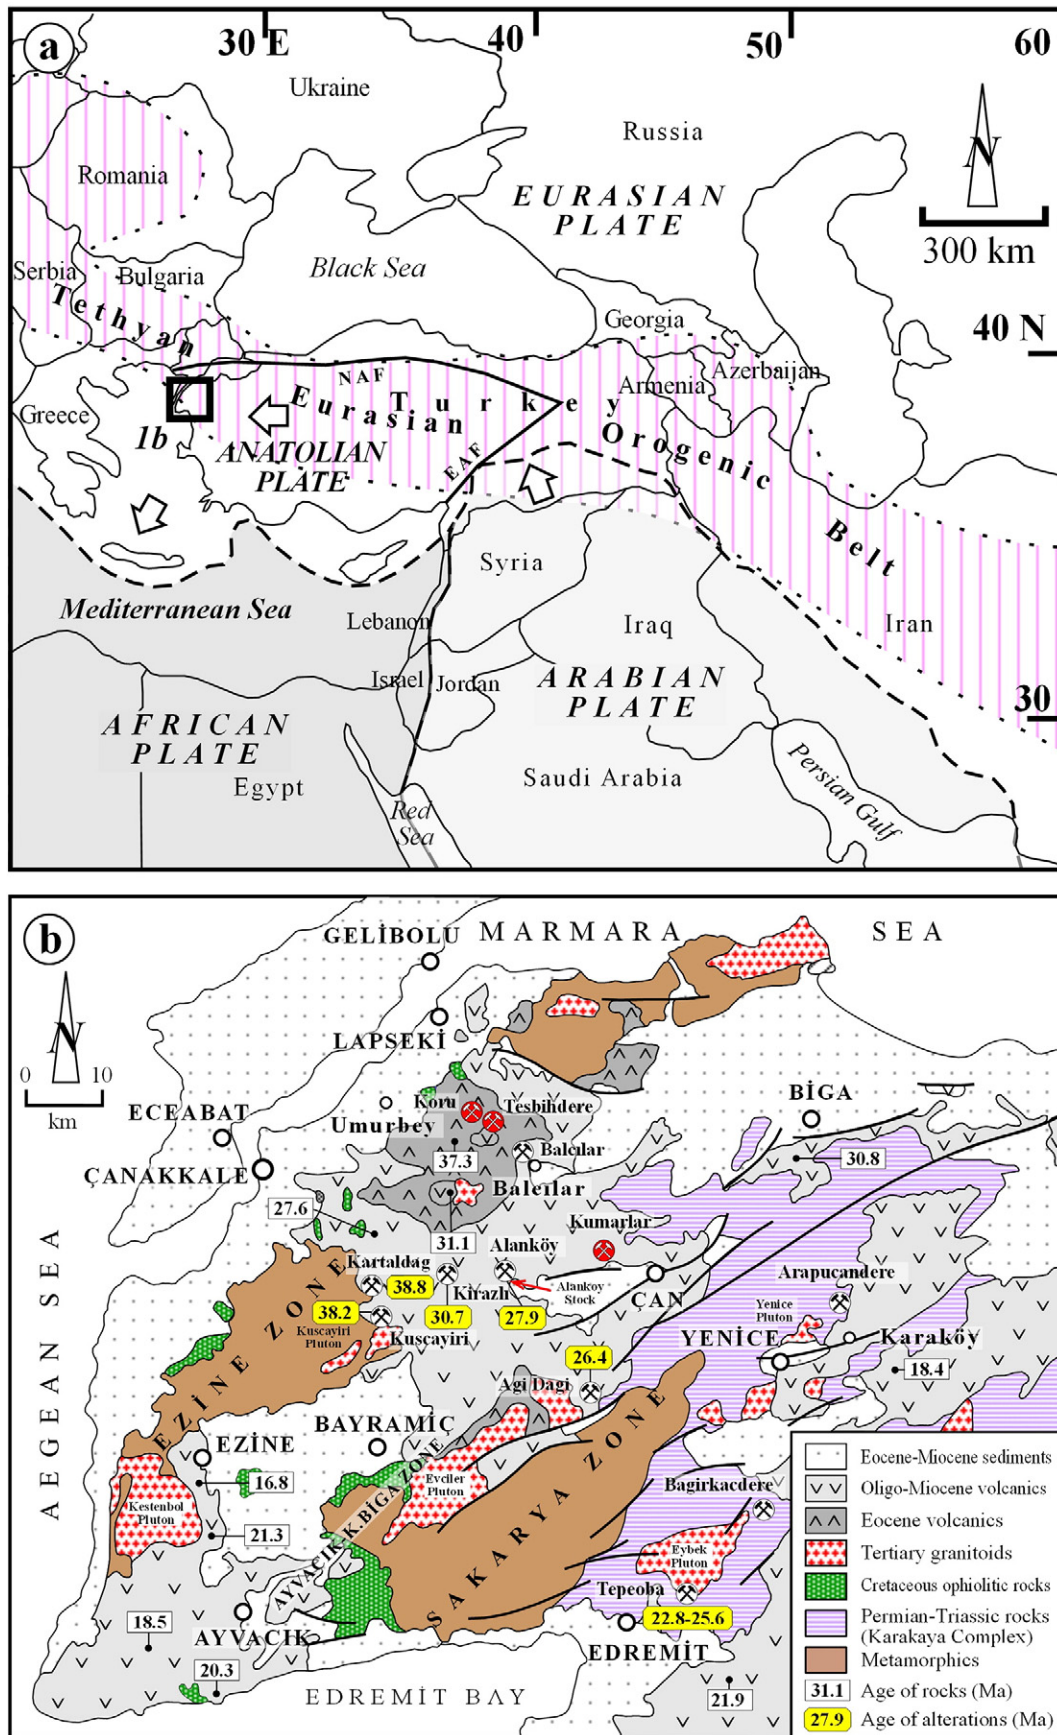 a
30 E
40
50
60
Ukraine
Russia
N
Romania
EURASIAN
PLATE
300 km
Serbia
Bulgaria
Black Sea
Tethyan
Georgia
40 N
NAF
Armenia
Azerbaijan
Greece
Turkey
Eurasian
1b
Orogenic
ANATOLIAN
PLATE
EAF
Belt
Syria
Mediterranean Sea
Lebanon
Iraq
Iran
Israel
Jordan
ARABIAN
PLATE
30
AFRICAN
PLATE
Egypt
Saudi Arabia
Persian Gulf
Red
Sea
b
GELİBOLU
MARMARA SEA
N
LAPSEKİ
0 10
km
BİGA
ECEABAT
Koru
Tesbihdere
Umurbey
Balcılar
ÇANAKKALE
37.3
30.8
Balcılar
27.6
Kumarlar
31.1
Alanköy
Kartaldag
38.8
Kirazlı
Alankoy
Stock
ÇAN
Arapucandere
38.2
30.7
27.9
Kuscayiri
Kuscayiri
Pluton
Yenice
Pluton
YENİCE
Karaköy
26.4
18.4
AEGEAN SEA
EZİNE ZONE
Agi Dagi
BAYRAMİÇ
EZİNE
16.8
Evciler
Pluton
Bagirkacdere
Kestenbol
Pluton
21.3
AYVACIK-K.BİGA ZONE
SAKARYA ZONE
Eybek
Pluton
Tepeoba
18.5
AYVACIK
22.8-25.6
EDREMİT
20.3
EDREMİT BAY
21.9
Eocene-Miocene sediments
Oligo-Miocene volcanics
Eocene volcanics
Tertiary granitoids
Cretaceous ophiolitic rocks
Permian-Triassic rocks
(Karakaya Complex)
Metamorphics
31.1 Age of rocks (Ma)
27.9 Age of alterations (Ma)